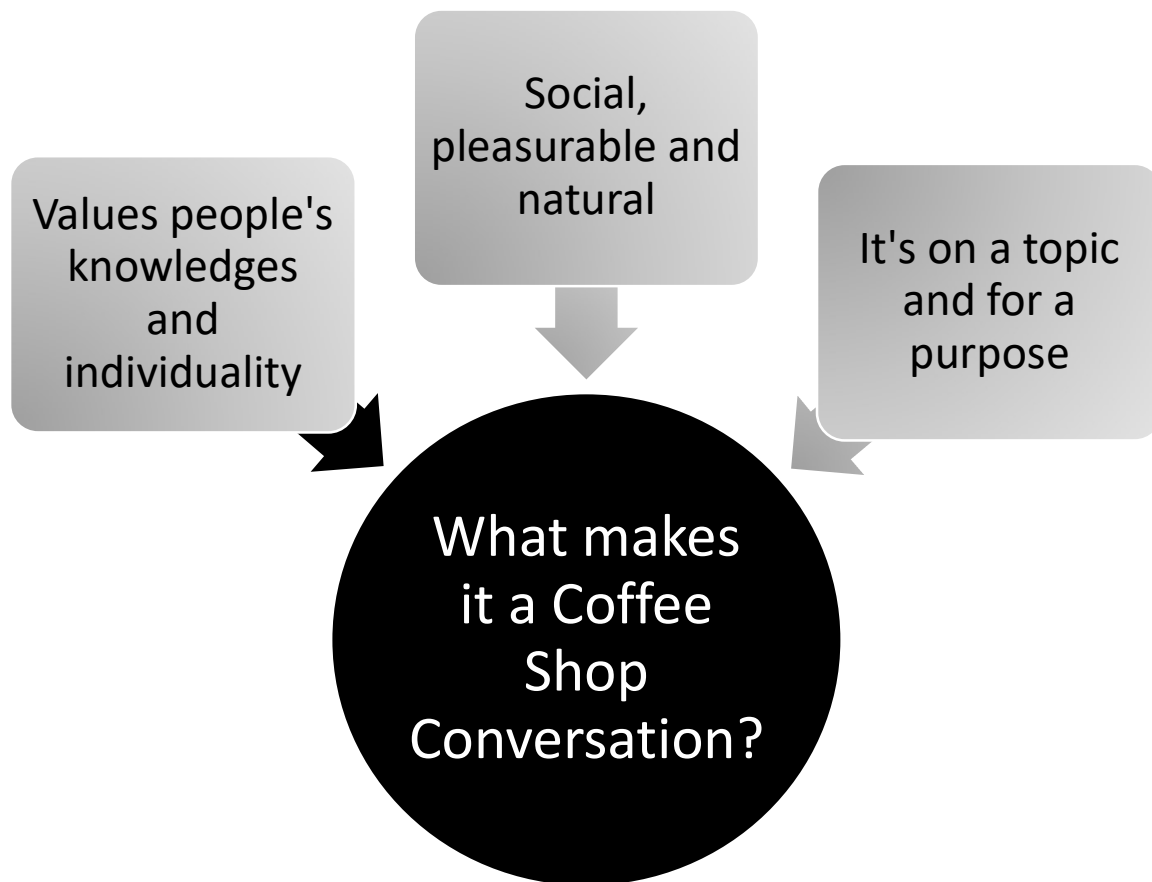 Values people's
knowledges
and
individuality
Social,
pleasurable and
natural
It's on a topic
and for a
purpose
What makes
it a Coffee
Shop
Conversation?